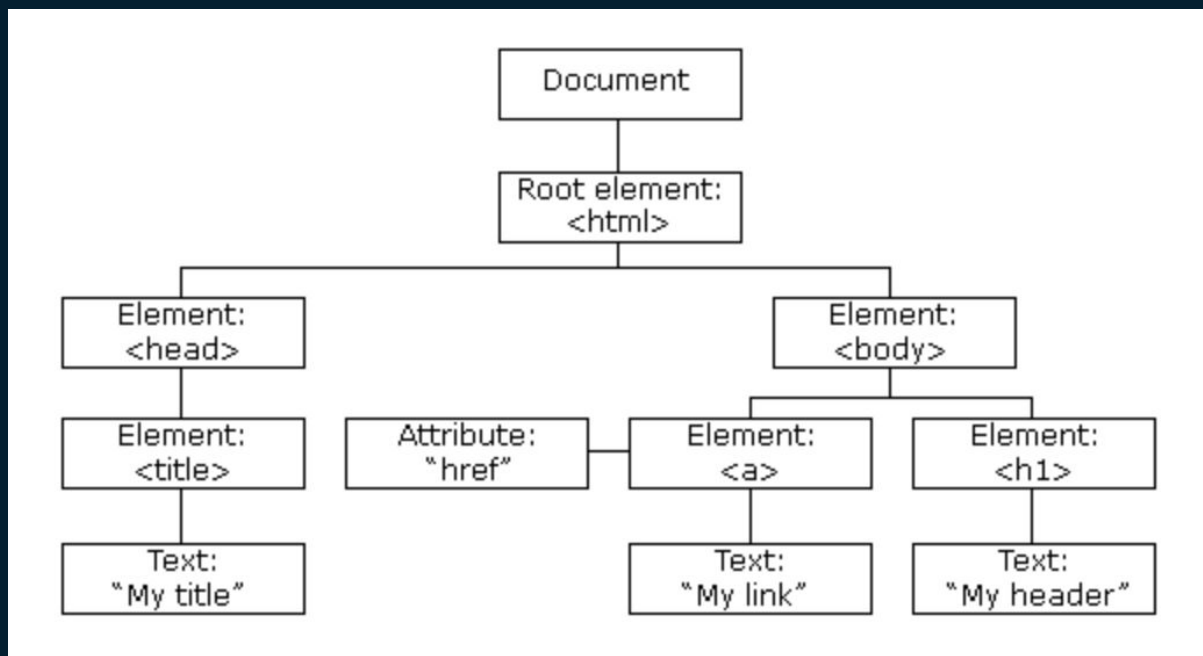 Document
Root element:
<html>
Element:
<head>
Element:
<body>
Element:
<title>
Attribute:
“href”
Element:
<a>
Element:
<h1>
Text:
“My title”
Text:
“My link”
Text:
“My header”